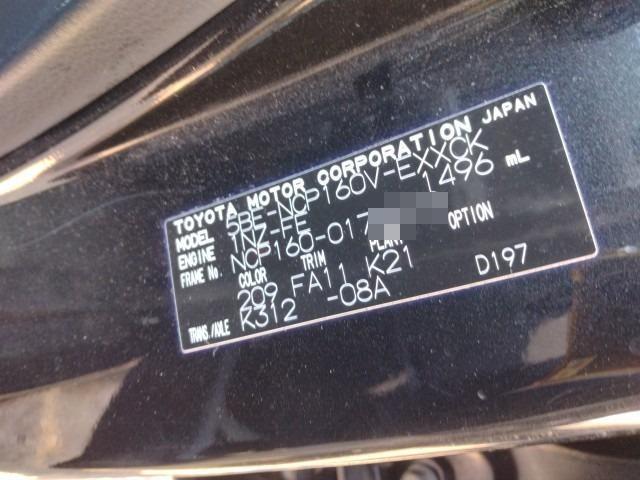 TOYOTA MOTOR CORPORATION JAPAN
MODEL 5BE-NCP160V-EXXCK
ENGINE 1NZ-FE 1496 mL
FRAME No. NCP160-017
COLOR TRIM PLANT OPTION
209 FA11 K21 D197
TRANS./AXLE K312 -08A